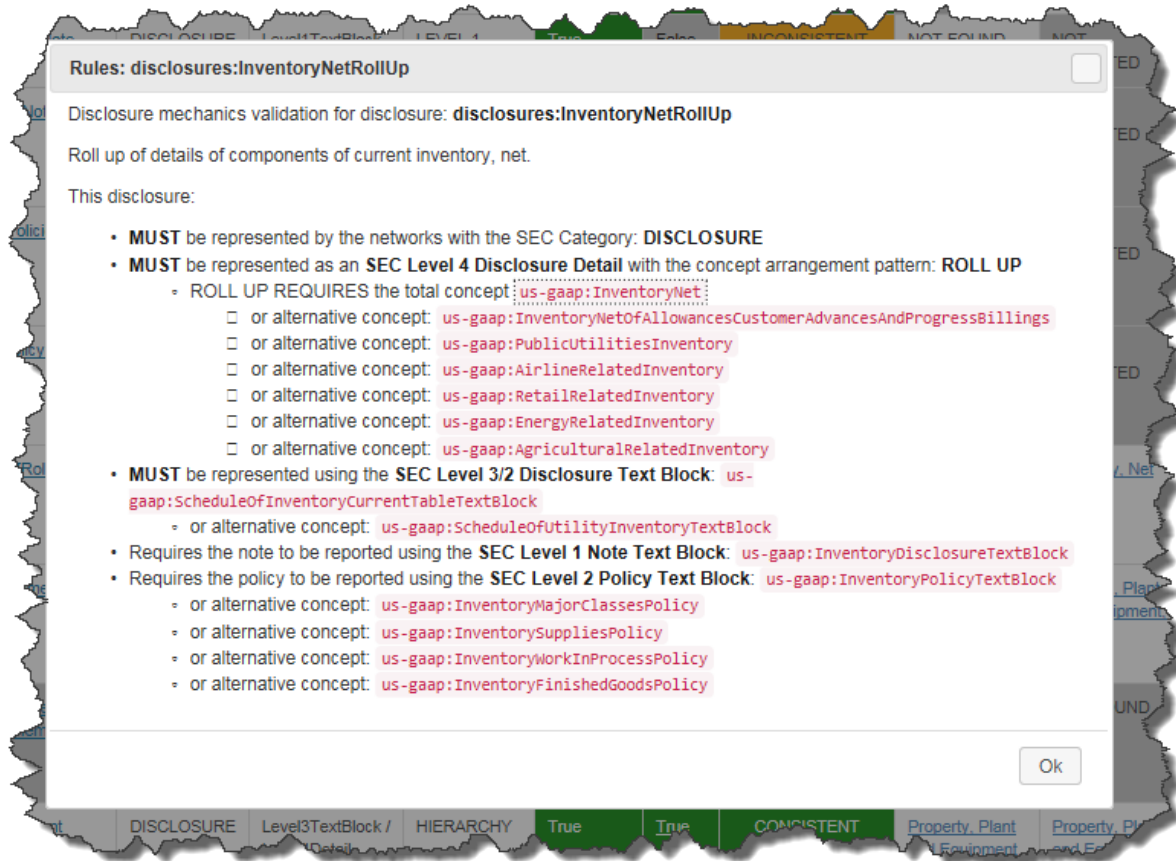 DISCLOSURE Level1TextBlock LEVEL 1 True False INCONSISTENT NOT FOUND NOT
Rules: disclosures:InventoryNetRollUp
Disclosure mechanics validation for disclosure: disclosures:InventoryNetRollUp
Roll up of details of components of current inventory, net.
This disclosure:
• MUST be represented by the networks with the SEC Category: DISCLOSURE
• MUST be represented as an SEC Level 4 Disclosure Detail with the concept arrangement pattern: ROLL UP
◦ ROLL UP REQUIRES the total concept us-gaap:InventoryNet
□ or alternative concept: us-gaap:InventoryNetOfAllowancesCustomerAdvancesAndProgressBillings
□ or alternative concept: us-gaap:PublicUtilitiesInventory
□ or alternative concept: us-gaap:AirlineRelatedInventory
□ or alternative concept: us-gaap:RetailRelatedInventory
□ or alternative concept: us-gaap:EnergyRelatedInventory
□ or alternative concept: us-gaap:AgriculturalRelatedInventory
• MUST be represented using the SEC Level 3/2 Disclosure Text Block: us-
gaap:ScheduleOfInventoryCurrentTableTextBlock
◦ or alternative concept: us-gaap:ScheduleOfUtilityInventoryTextBlock
• Requires the note to be reported using the SEC Level 1 Note Text Block: us-gaap:InventoryDisclosureTextBlock
• Requires the policy to be reported using the SEC Level 2 Policy Text Block: us-gaap:InventoryPolicyTextBlock
◦ or alternative concept: us-gaap:InventoryMajorClassesPolicy
◦ or alternative concept: us-gaap:InventorySuppliesPolicy
◦ or alternative concept: us-gaap:InventoryWorkInProcessPolicy
◦ or alternative concept: us-gaap:InventoryFinishedGoodsPolicy
Ok
DISCLOSURE Level3TextBlock / HIERARCHY True True CONSISTENT Property, Plant Property, Pl
Detail and Equipment